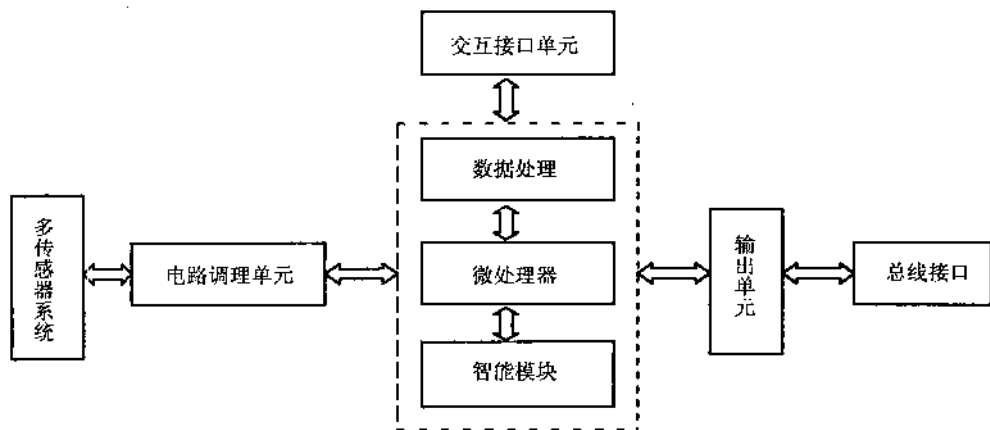 交互接口单元
数据处理
多传感器系统
电路调理单元
微处理器
输出单元
总线接口
智能模块